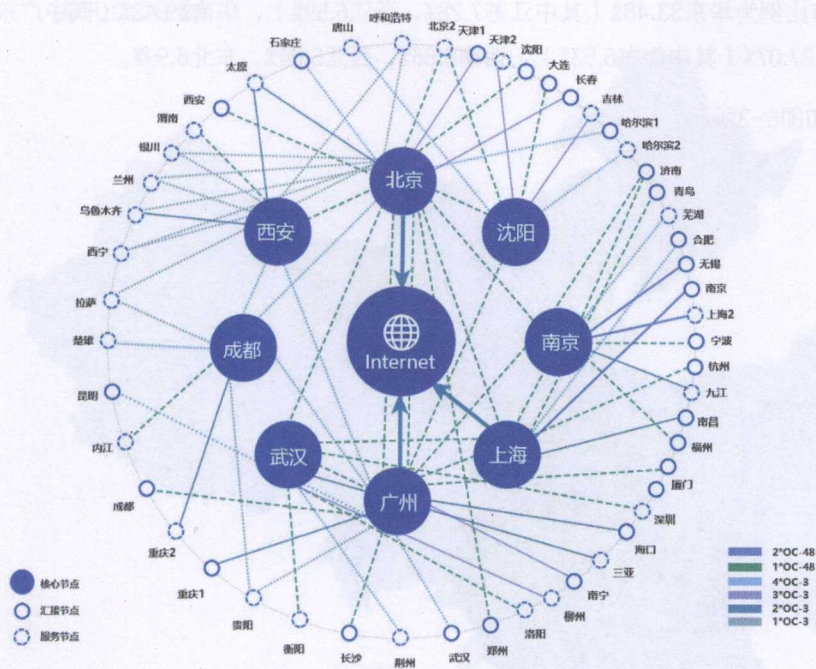 呼和浩特
唐山
北京2
天津1
石家庄
天津2
太原
沈阳
大连
西安
长春
渭南
吉林
银川
哈尔滨1
兰州
哈尔滨2
乌鲁木齐
济南
西宁
青岛
拉萨
芜湖
楚雄
合肥
昆明
无锡
内江
南京
成都
上海2
重庆2
宁波
重庆1
杭州
贵阳
九江
衡阳
南昌
长沙
福州
荆州
厦门
武汉
深圳
郑州
海口
洛阳
三亚
柳州
南宁
北京
西安
沈阳
成都
Internet
南京
武汉
上海
广州
核心节点
汇接节点
服务节点
2*OC-48
1*OC-48
4*OC-3
3*OC-3
2*OC-3
1*OC-3